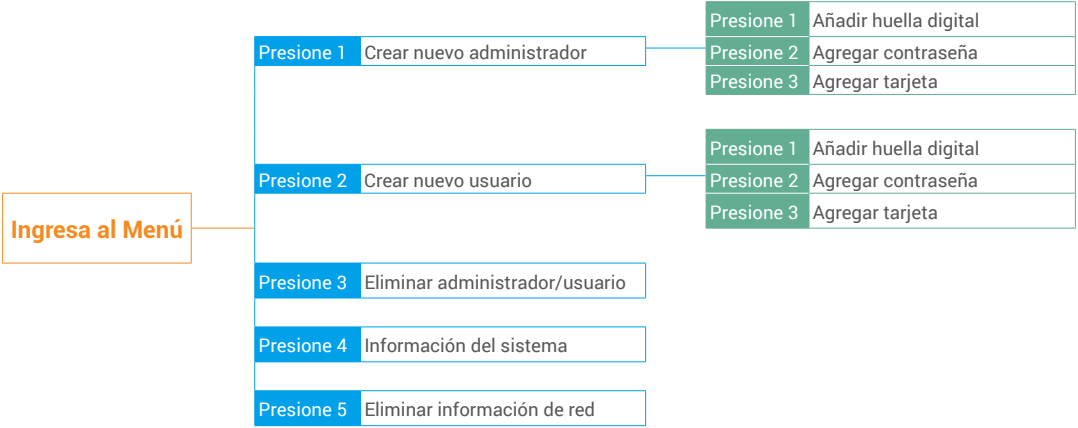 Ingresa al Menú
Presione 1 Crear nuevo administrador
Presione 1 Añadir huella digital
Presione 2 Agregar contraseña
Presione 3 Agregar tarjeta
Presione 2 Crear nuevo usuario
Presione 1 Añadir huella digital
Presione 2 Agregar contraseña
Presione 3 Agregar tarjeta
Presione 3 Eliminar administrador/usuario
Presione 4 Información del sistema
Presione 5 Eliminar información de red